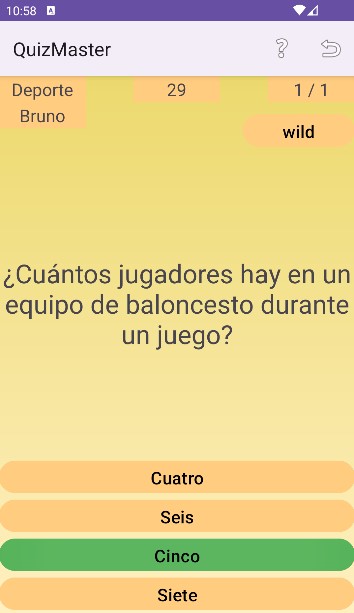 10:58 A
QuizMaster
Deporte 29 1 / 1
Bruno
wild
¿Cuántos jugadores hay en un
equipo de baloncesto durante
un juego?
Cuatro
Seis
Cinco
Siete